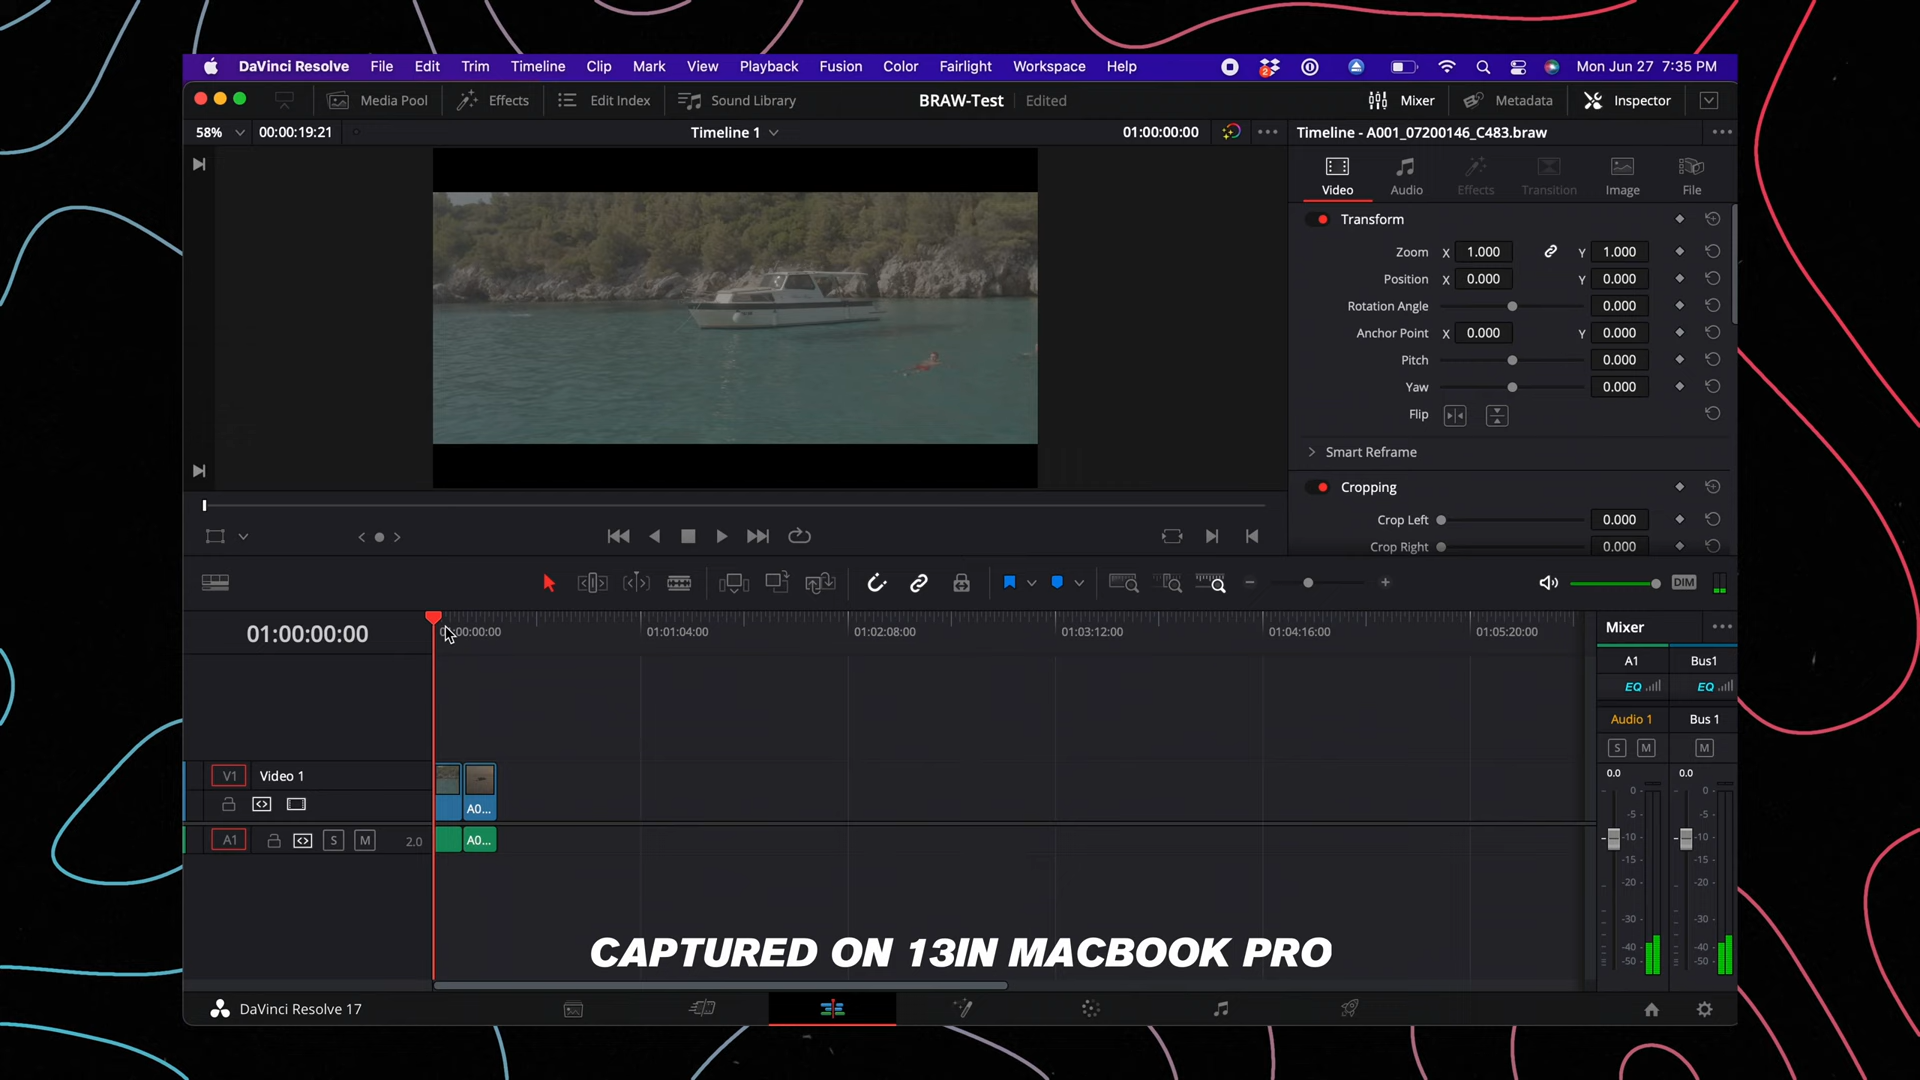 DaVinci Resolve File Edit Trim Timeline Clip Mark View Playback Fusion Color Fairlight Workspace Help 2 Mon Jun 27 7:35 PM
Media Pool Effects Edit Index Sound Library BRAW-Test Edited Mixer Metadata Inspector
58% 00:00:19:21 Timeline 1 01:00:00:00 Timeline - A001_07200146_C483.braw
Video Audio Effects Transition Image File
Transform
Zoom X 1.000 Y 1.000
Position X 0.000 Y 0.000
Rotation Angle 0.000
Anchor Point X 0.000 Y 0.000
Pitch 0.000
Yaw 0.000
Flip
Smart Reframe
Cropping
Crop Left 0.000
Crop Right 0.000
DIM
01:00:00:00 00:00:00 01:01:04:00 01:02:08:00 01:03:12:00 01:04:16:00 01:05:20:00
Mixer
A1 Bus1
EQ EQ
Audio 1 Bus 1
S M M
0.0 0.0
0- 0-
-5- -5-
-10- -10-
-15- -15-
-20- -20-
-30- -30-
-40- -40-
-50- -50-
V1 Video 1
A0...
A1 S M 2.0 A0...
CAPTURED ON 13IN MACBOOK PRO
DaVinci Resolve 17